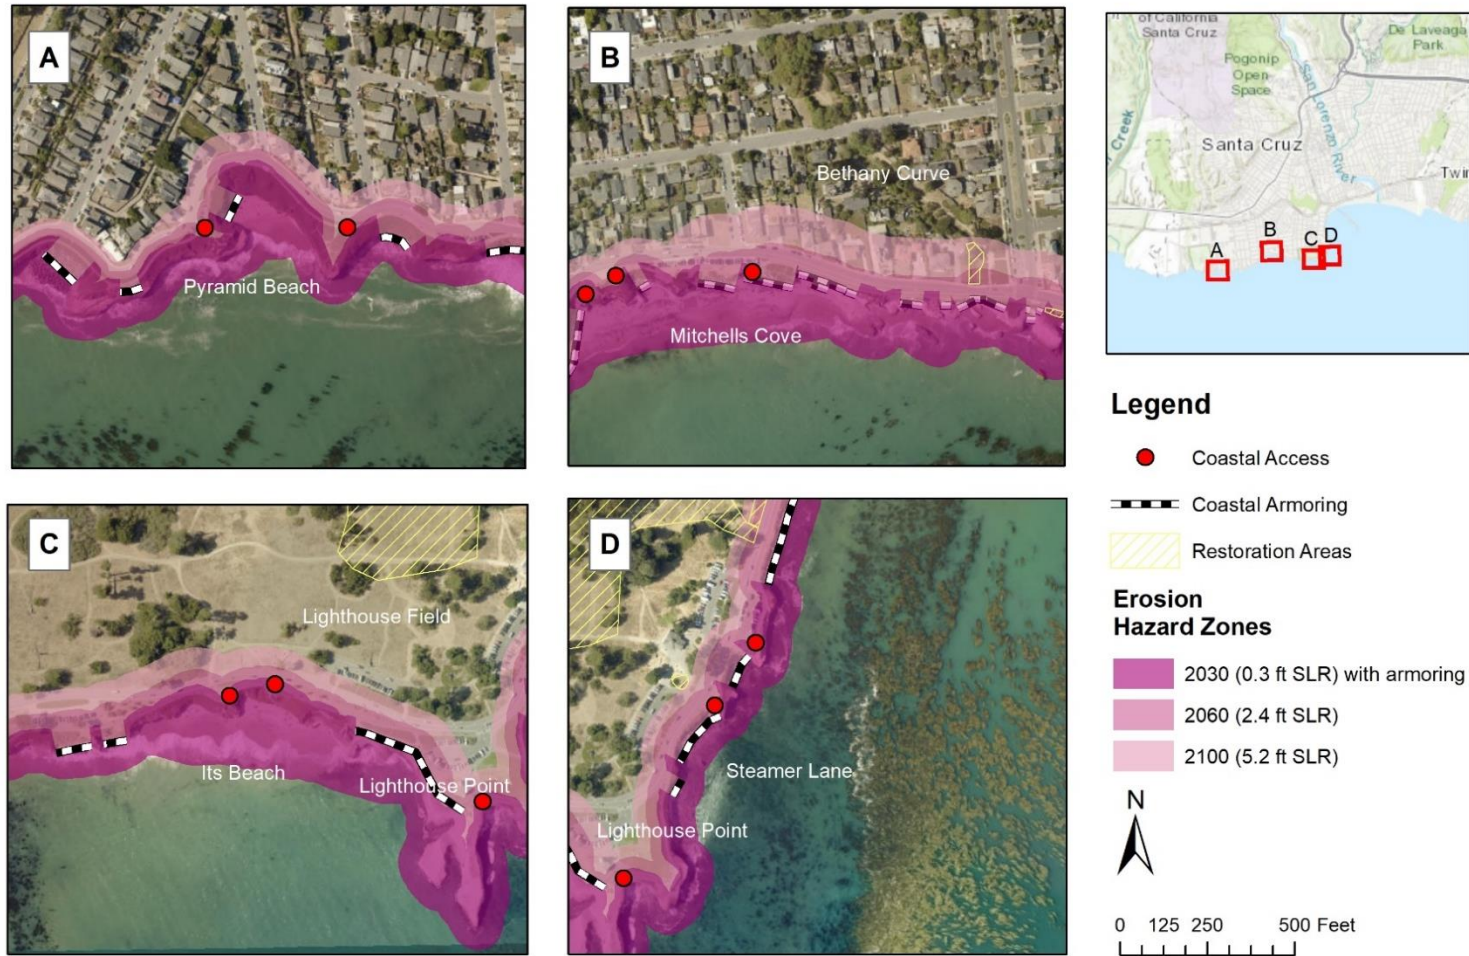 A
Pyramid Beach
B
Bethany Curve
Mitchells Cove
of California
Santa Cruz
De Laveaga
Park
Pogonip
Open
Space
San Lorenzo River
Creek
Santa Cruz
Twin
A
B
C
D
C
Lighthouse Field
Its Beach
Lighthouse Point
D
Steamer Lane
Lighthouse Point
Legend
Coastal Access
Coastal Armoring
Restoration Areas
Erosion
Hazard Zones
2030 (0.3 ft SLR) with armoring
2060 (2.4 ft SLR)
2100 (5.2 ft SLR)
N
0 125 250 500 Feet